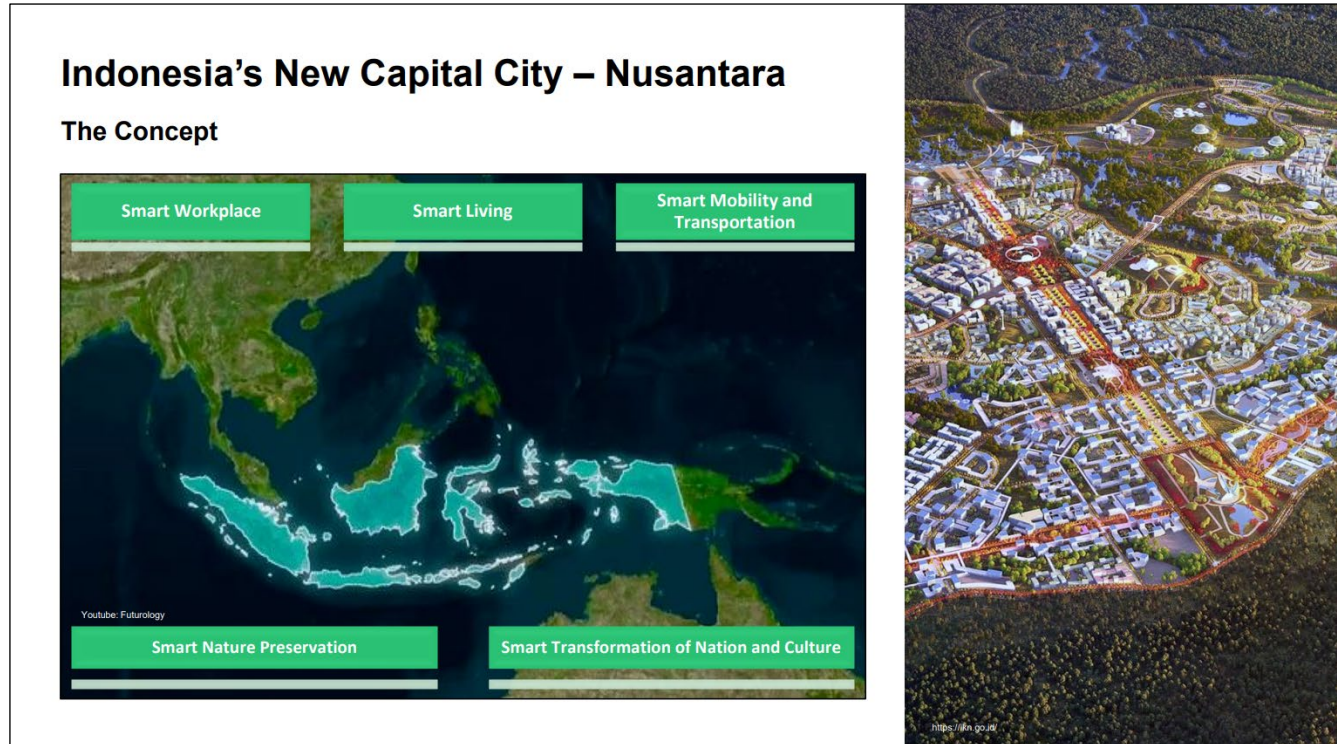 Indonesia’s New Capital City – Nusantara
The Concept
Smart Workplace
Smart Living
Smart Mobility and
Transportation
Youtube: Futurology
Smart Nature Preservation
Smart Transformation of Nation and Culture
https://ikn.go.id/